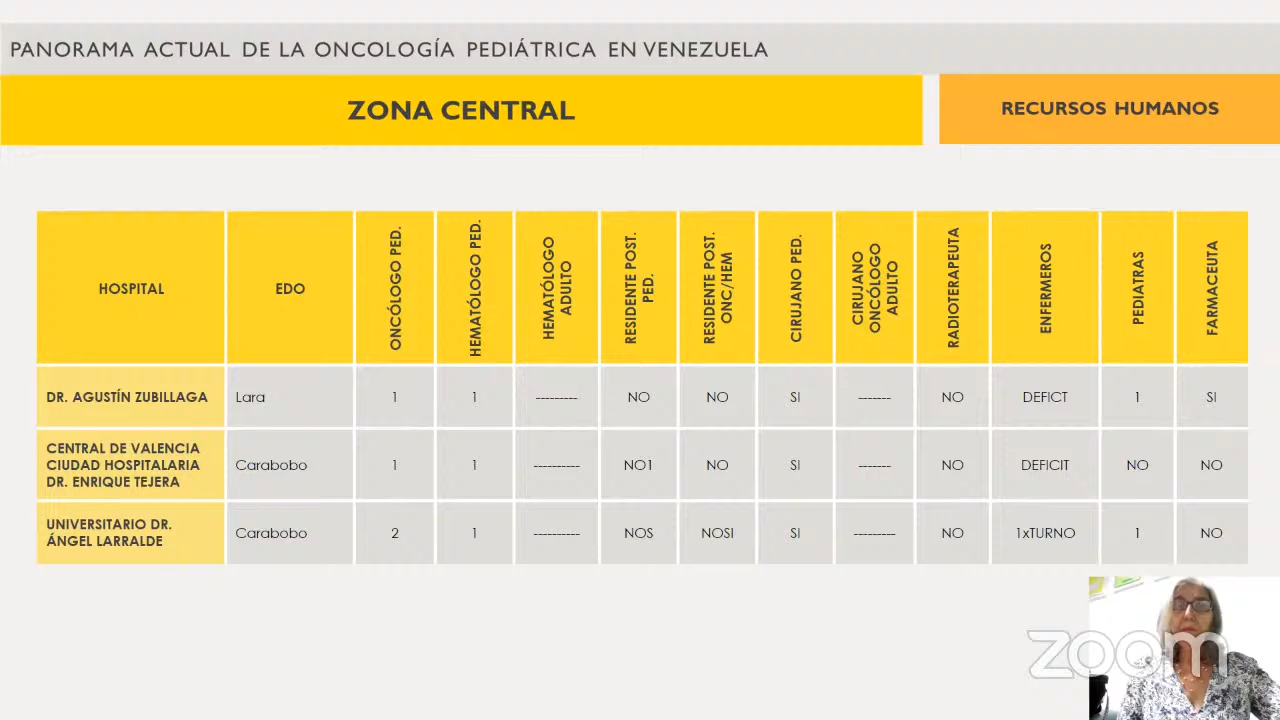 PANORAMA ACTUAL DE LA ONCOLOGÍA PEDIÁTRICA EN VENEZUELA
ZONA CENTRAL
RECURSOS HUMANOS
HOSPITAL
EDO
ONCÓLOGO PED.
HEMATÓLOGO PED.
HEMATÓLOGO
ADULTO
RESIDENTE POST.
PED.
RESIDENTE POST.
ONC/HEM
CIRUJANO PED.
CIRUJANO
ONCÓLOGO
ADULTO
RADIOTERAPEUTA
ENFERMEROS
PEDIATRAS
FARMACEUTA
DR. AGUSTÍN ZUBILLAGA Lara 1 1 --------- NO NO SI ------- NO DEFICT 1 SI
CENTRAL DE VALENCIA
CIUDAD HOSPITALARIA
DR. ENRIQUE TEJERA
Carabobo 1 1 ---------- NO1 NO SI ------- NO DEFICIT NO NO
UNIVERSITARIO DR.
ÁNGEL LARRALDE
Carabobo 2 1 ---------- NOS NOSI SI --------- NO 1xTURNO 1 NO
zoom